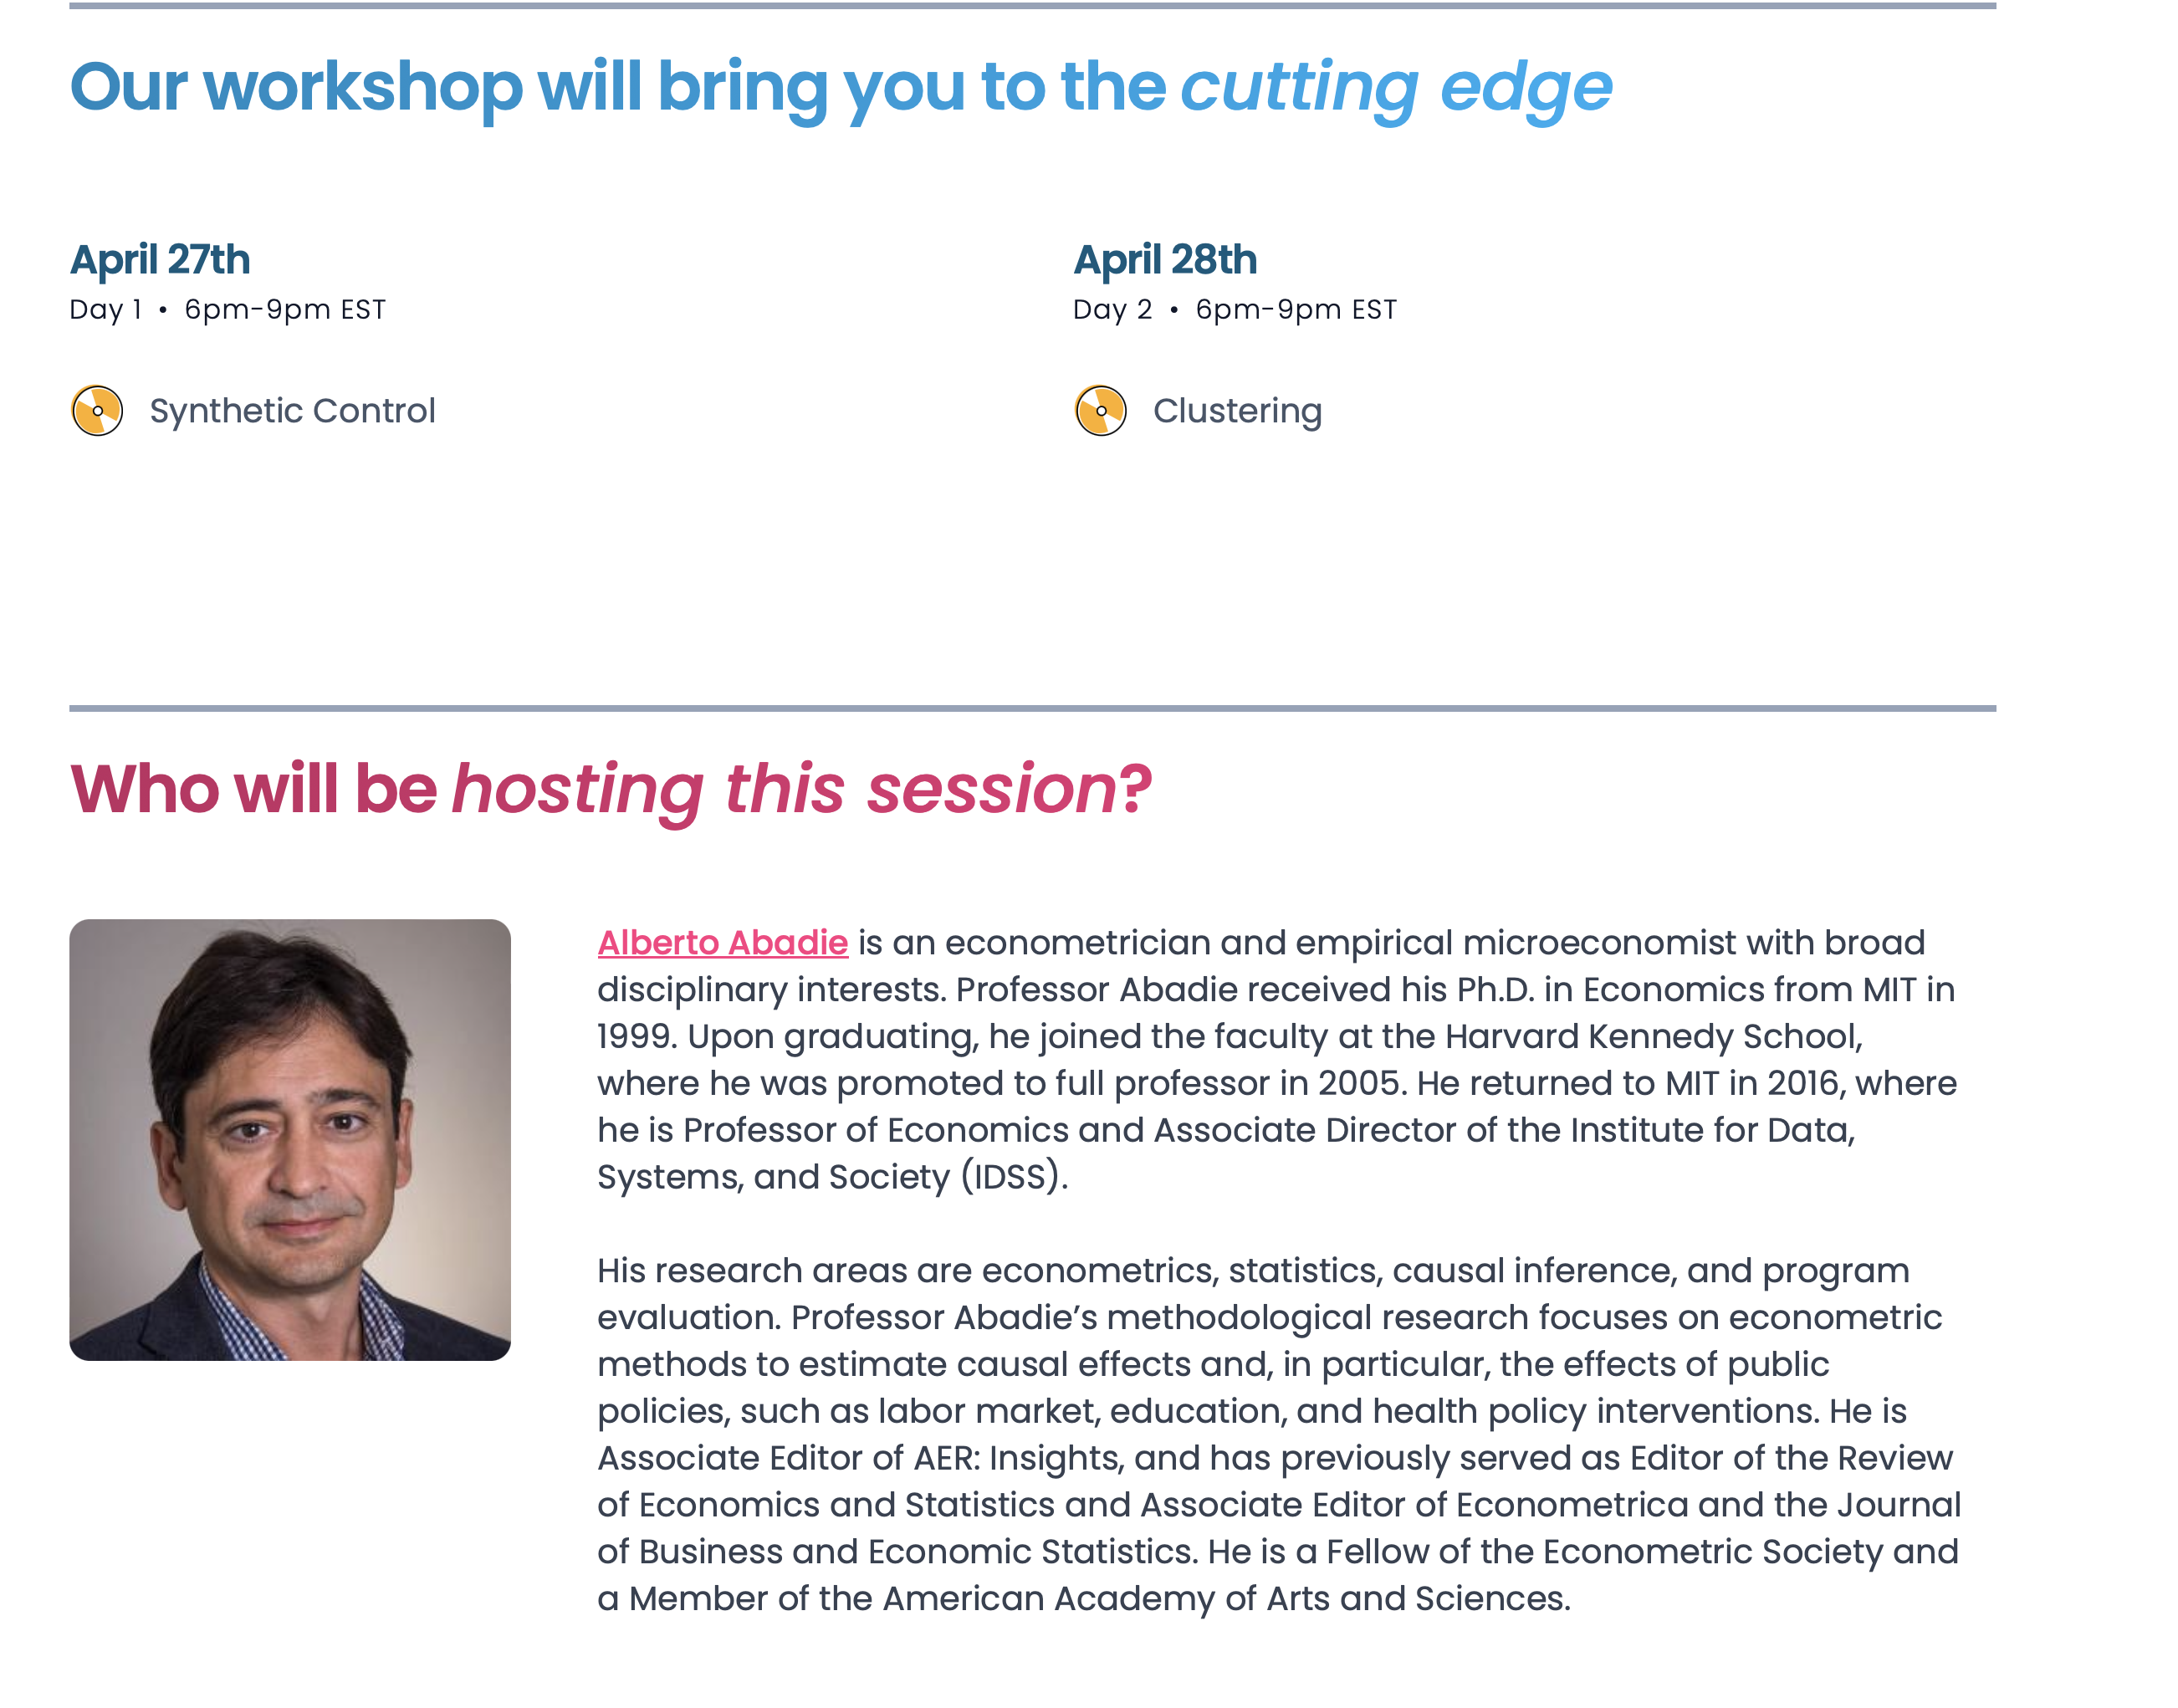 Our workshop will bring you to the cutting edge
April 27th
Day 1 • 6pm-9pm EST
Synthetic Control
April 28th
Day 2 • 6pm-9pm EST
Clustering
Who will be hosting this session?
Alberto Abadie is an econometrician and empirical microeconomist with broad
disciplinary interests. Professor Abadie received his Ph.D. in Economics from MIT in
1999. Upon graduating, he joined the faculty at the Harvard Kennedy School,
where he was promoted to full professor in 2005. He returned to MIT in 2016, where
he is Professor of Economics and Associate Director of the Institute for Data,
Systems, and Society (IDSS).
His research areas are econometrics, statistics, causal inference, and program
evaluation. Professor Abadie’s methodological research focuses on econometric
methods to estimate causal effects and, in particular, the effects of public
policies, such as labor market, education, and health policy interventions. He is
Associate Editor of AER: Insights, and has previously served as Editor of the Review
of Economics and Statistics and Associate Editor of Econometrica and the Journal
of Business and Economic Statistics. He is a Fellow of the Econometric Society and
a Member of the American Academy of Arts and Sciences.